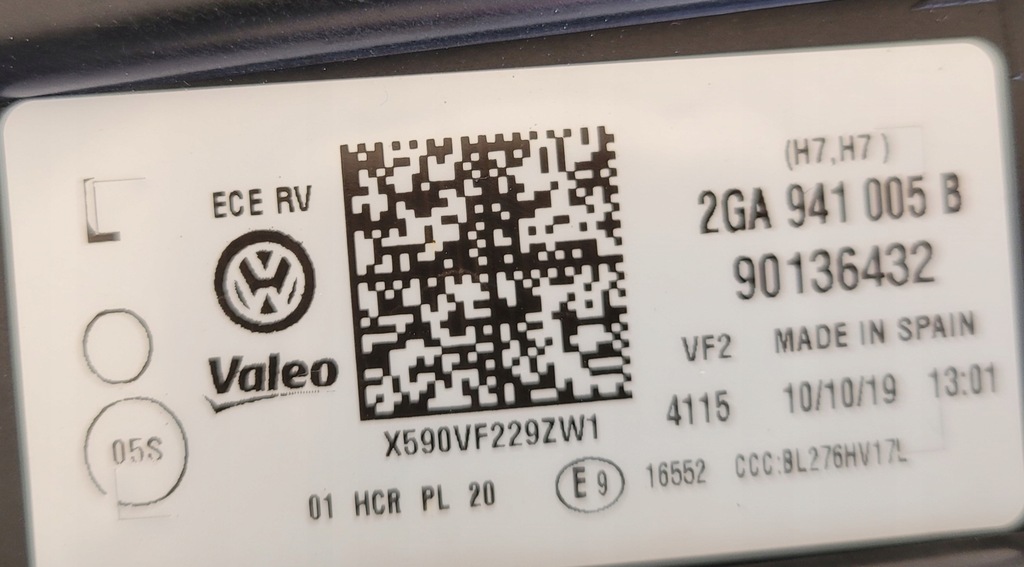 (H7,H7 )
ECE RV
2GA 941 005 B
90136432
Valeo
VF2 MADE IN SPAIN
4115 10/10/19 13:01
05S
X590VF229ZW1
01 HCR PL 20
E 9
16552 CCC:BL276HV17L